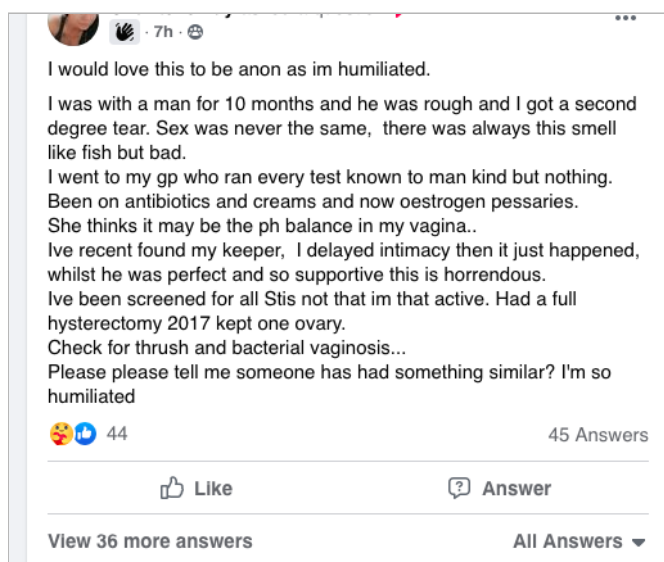 7h
I would love this to be anon as im humiliated.
I was with a man for 10 months and he was rough and I got a second
degree tear. Sex was never the same, there was always this smell
like fish but bad.
I went to my gp who ran every test known to man kind but nothing.
Been on antibiotics and creams and now oestrogen pessaries.
She thinks it may be the ph balance in my vagina..
Ive recent found my keeper, I delayed intimacy then it just happened,
whilst he was perfect and so supportive this is horrendous.
Ive been screened for all Stis not that im that active. Had a full
hysterectomy 2017 kept one ovary.
Check for thrush and bacterial vaginosis...
Please please tell me someone has had something similar? I'm so
humiliated
44 45 Answers
Like Answer
View 36 more answers All Answers